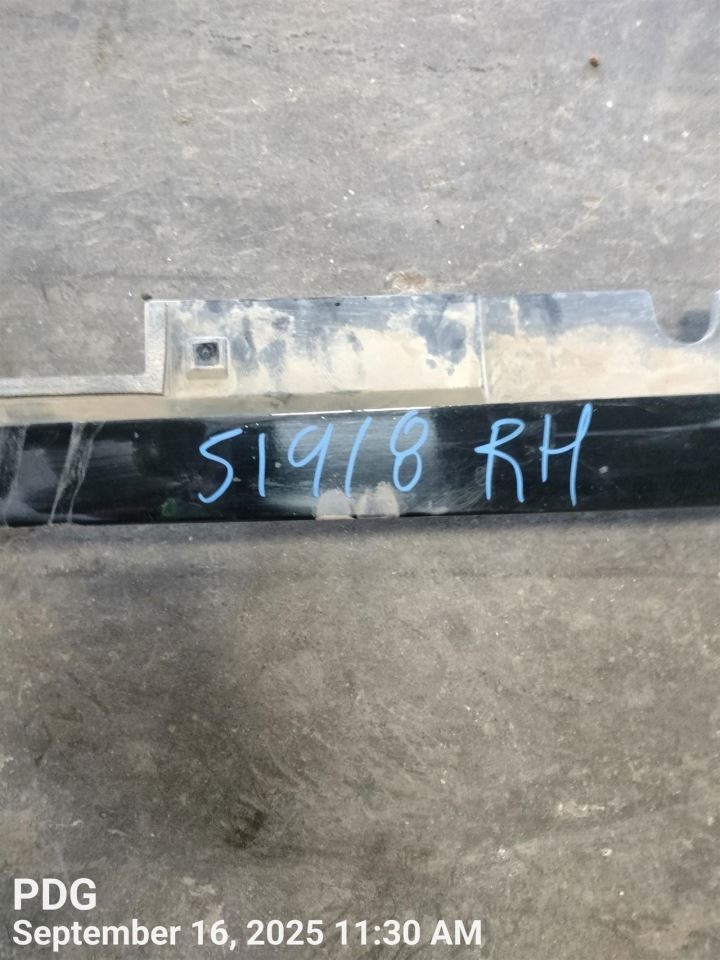 51918 RH
PDG
September 16, 2025 11:30 AM